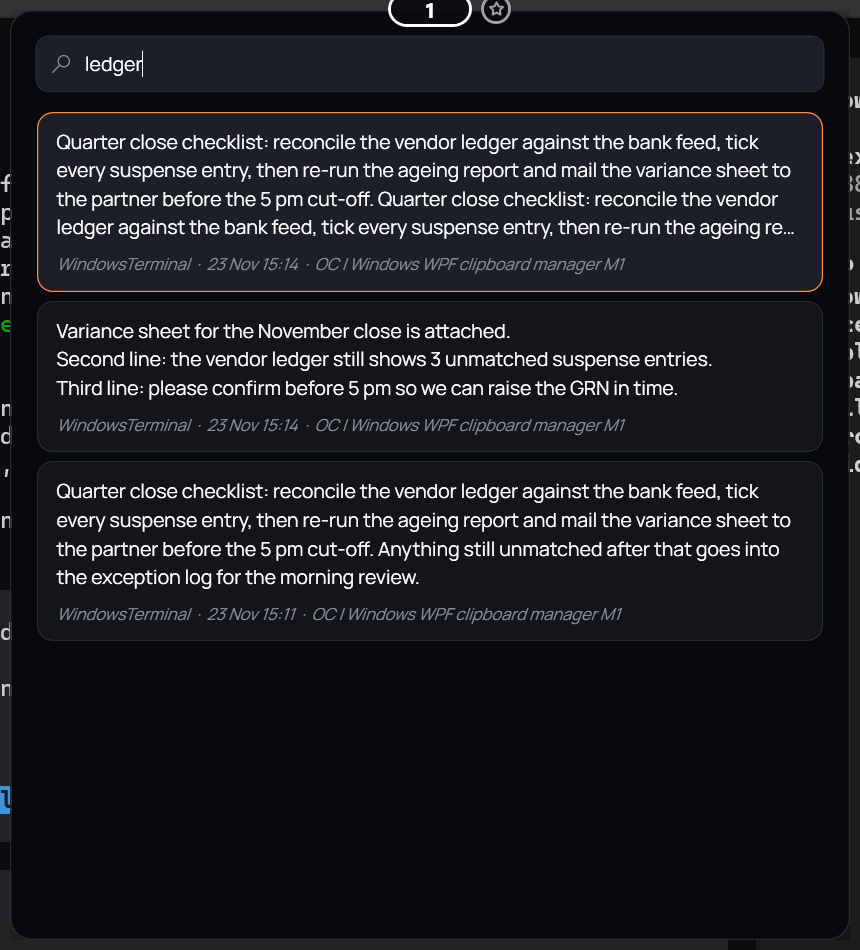 1
ledger
Quarter close checklist: reconcile the vendor ledger against the bank feed, tick
every suspense entry, then re-run the ageing report and mail the variance sheet to
the partner before the 5 pm cut-off. Quarter close checklist: reconcile the vendor
ledger against the bank feed, tick every suspense entry, then re-run the ageing re...
WindowsTerminal · 23 Nov 15:14 · OC | Windows WPF clipboard manager M1
Variance sheet for the November close is attached.
Second line: the vendor ledger still shows 3 unmatched suspense entries.
Third line: please confirm before 5 pm so we can raise the GRN in time.
WindowsTerminal · 23 Nov 15:14 · OC | Windows WPF clipboard manager M1
Quarter close checklist: reconcile the vendor ledger against the bank feed, tick
every suspense entry, then re-run the ageing report and mail the variance sheet to
the partner before the 5 pm cut-off. Anything still unmatched after that goes into
the exception log for the morning review.
WindowsTerminal · 23 Nov 15:11 · OC | Windows WPF clipboard manager M1